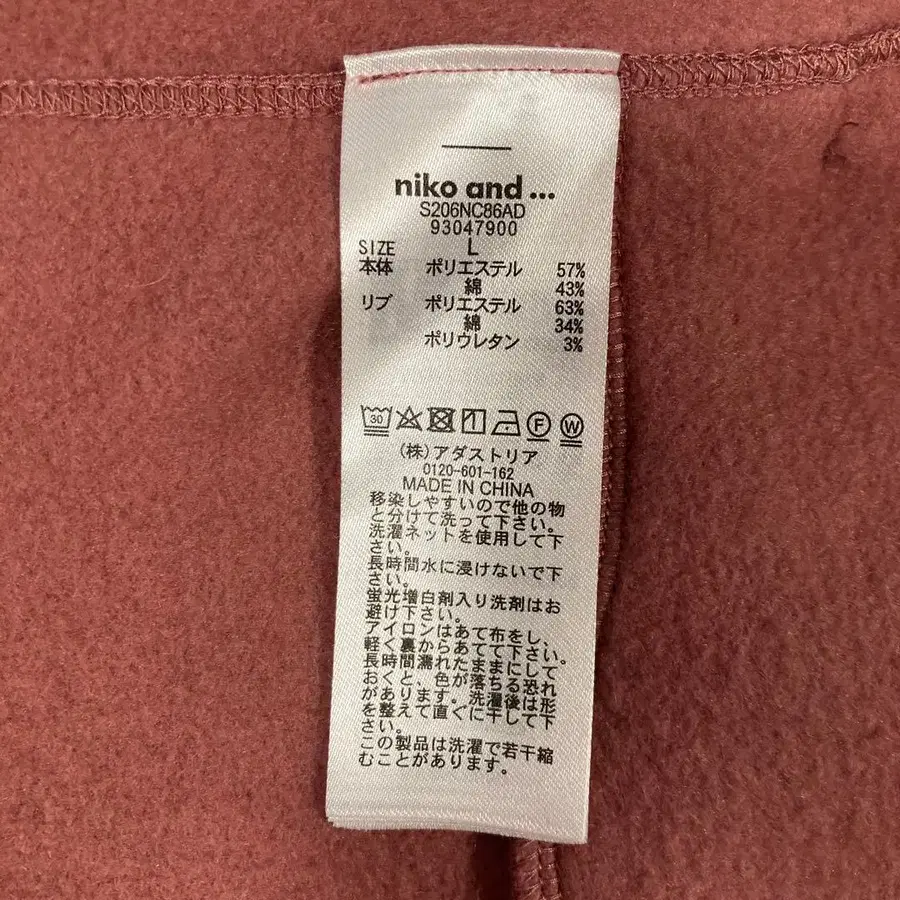 niko and ...
S206NC86AD
93047900
SIZE L
本体 ポリエステル 57%
綿 43%
リブ ポリエステル 63%
綿 34%
ポリウレタン 3%
30 F W
(株)アダストリア
0120-601-162
MADE IN CHINA
移染しやすいので他の物
と分けて洗って下さい。
洗濯ネットを使用して下
さい。
長時間水に浸けないで下
さい。
蛍光増白剤入り洗剤はお
避け下さい。
アイロンはあて布をし、
軽く裏からあてて下さい。
長時間濡れたままにして
おくと、色が落ちる恐れ
があります。洗濯後は形
を整えて直ぐに干して下
さい。
この製品は洗濯で若干縮
むことがあります。